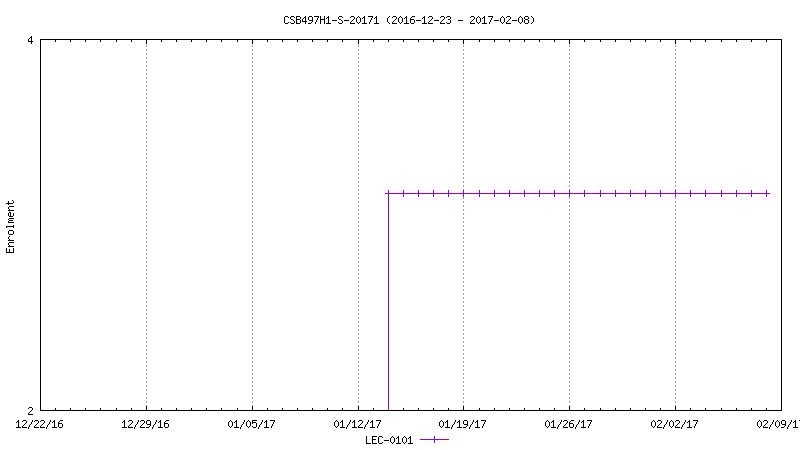 CSB497H1-S-20171 (2016-12-23 - 2017-02-08)
4
Enrolment
2
12/22/16 12/29/16 01/05/17 01/12/17 01/19/17 01/26/17 02/02/17 02/09/1
LEC-0101